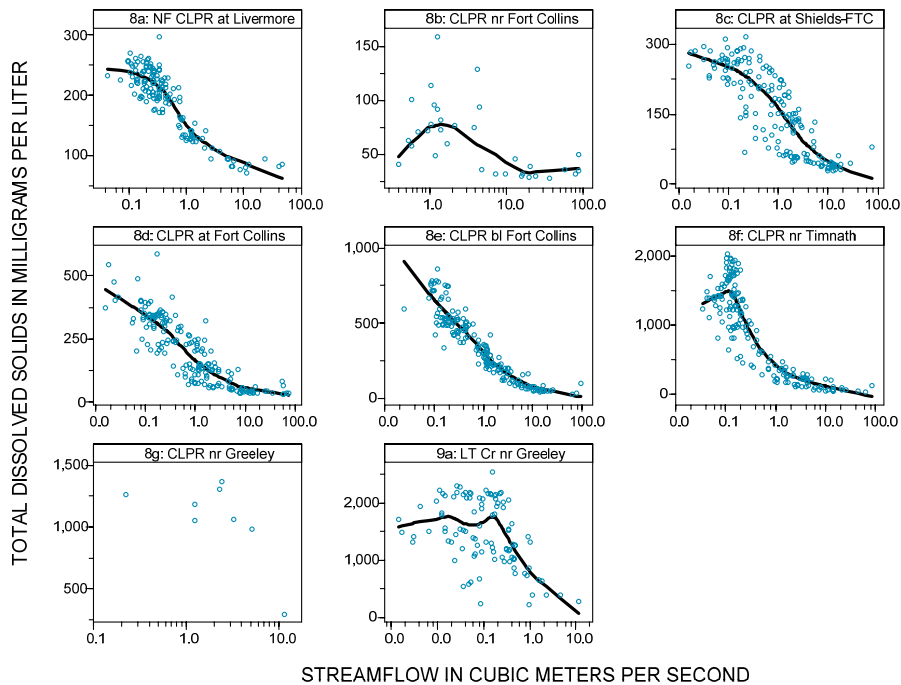 8a: NF CLPR at Livermore
8b: CLPR nr Fort Collins
8c: CLPR at Shields-FTC
300
200
100
0.1 1.0 10.0 100.0
150
100
50
1.0 10.0 100.0
300
150
0
0.1 1.0 10.0 100.0
8d: CLPR at Fort Collins
8e: CLPR bl Fort Collins
8f: CLPR nr Timnath
500
250
0
0.0 0.1 1.0 10.0 100.0
1,000
500
0
0.0 0.1 1.0 10.0 100.0
2,000
1,000
0
0.0 0.1 1.0 10.0 100.0
8g: CLPR nr Greeley
9a: LT Cr nr Greeley
1,500
1,000
500
0.1 1.0 10.0
2,000
1,000
0
0.0 0.0 0.1 1.0 10.0
TOTAL DISSOLVED SOLIDS IN MILLIGRAMS PER LITER
STREAMFLOW IN CUBIC METERS PER SECOND